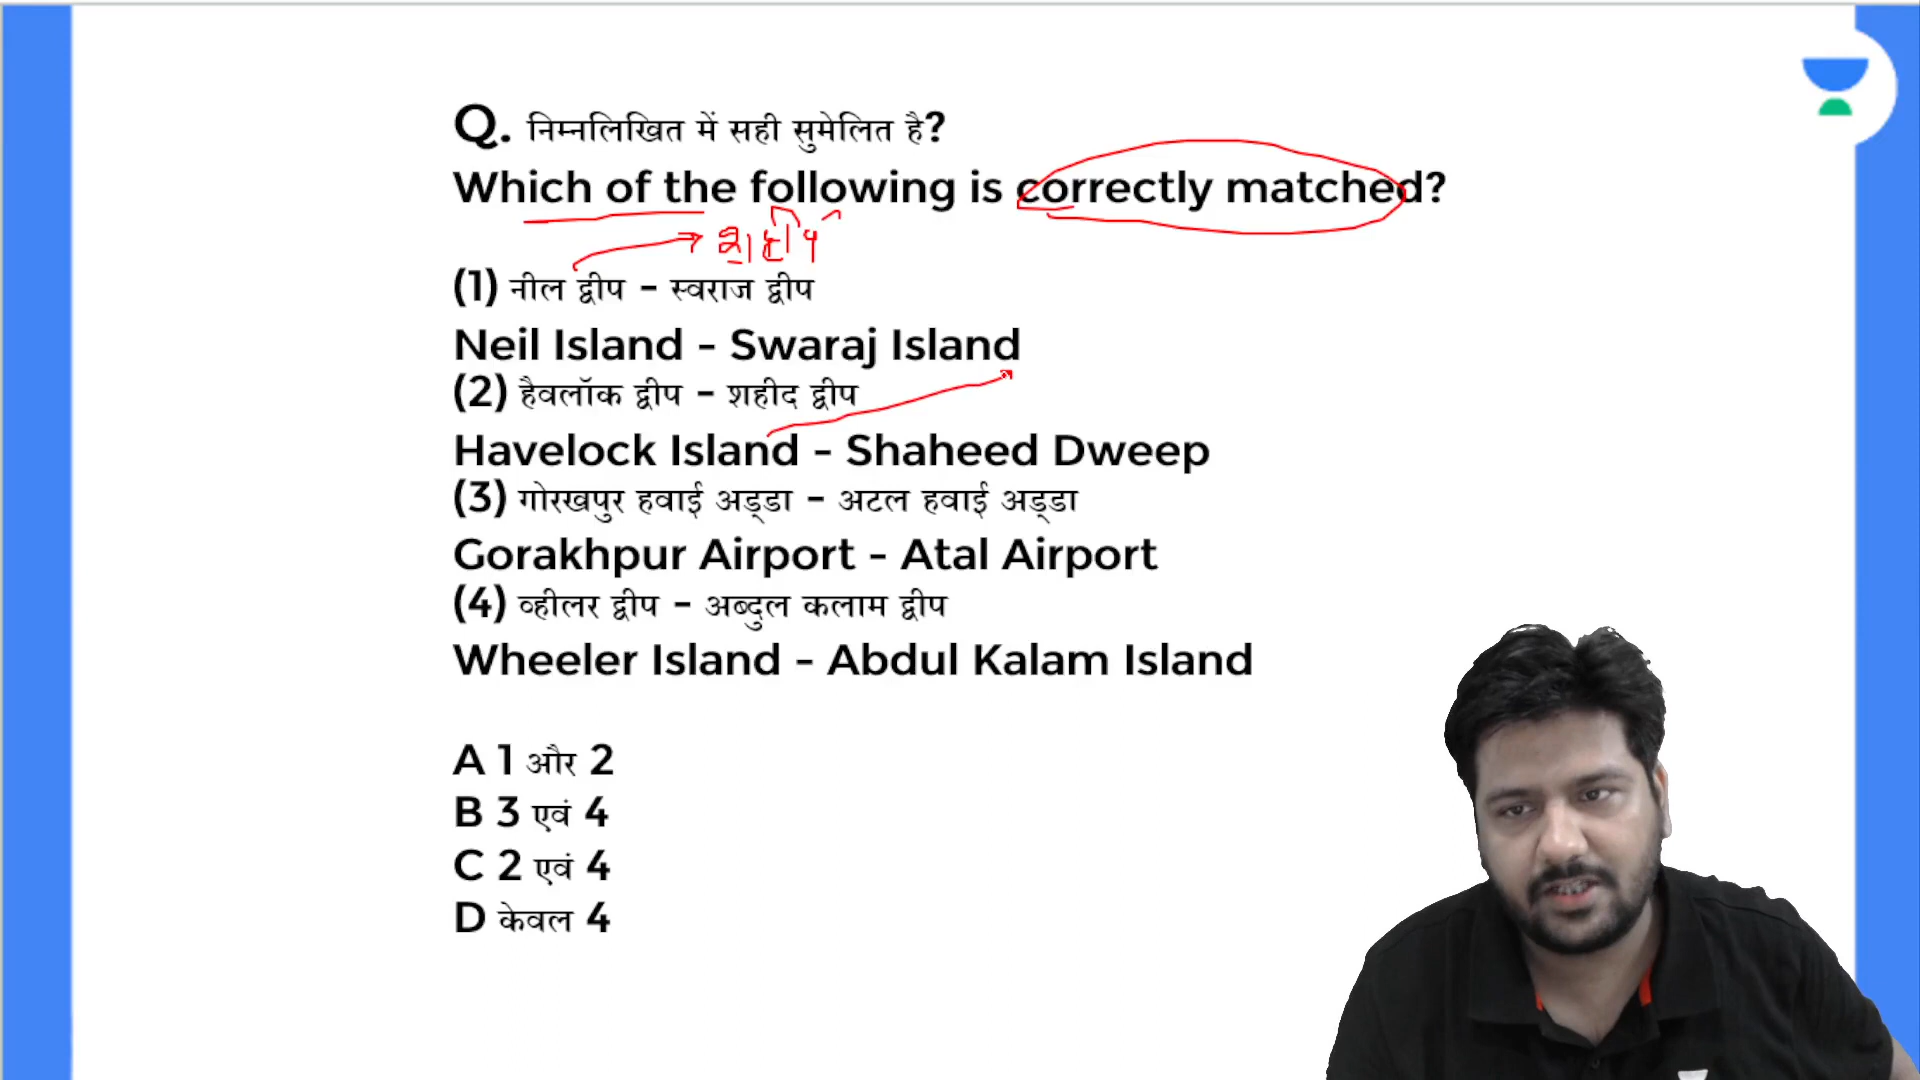 Q. निम्नलिखित में सही सुमेलित है?
Which of the following is correctly matched?
(1) नील द्वीप - स्वराज द्वीप
Neil Island - Swaraj Island
(2) हैवलॉक द्वीप - शहीद द्वीप
Havelock Island - Shaheed Dweep
(3) गोरखपुर हवाई अड्डा - अटल हवाई अड्डा
Gorakhpur Airport - Atal Airport
(4) व्हीलर द्वीप - अब्दुल कलाम द्वीप
Wheeler Island - Abdul Kalam Island
A 1 और 2
B 3 एवं 4
C 2 एवं 4
D केवल 4